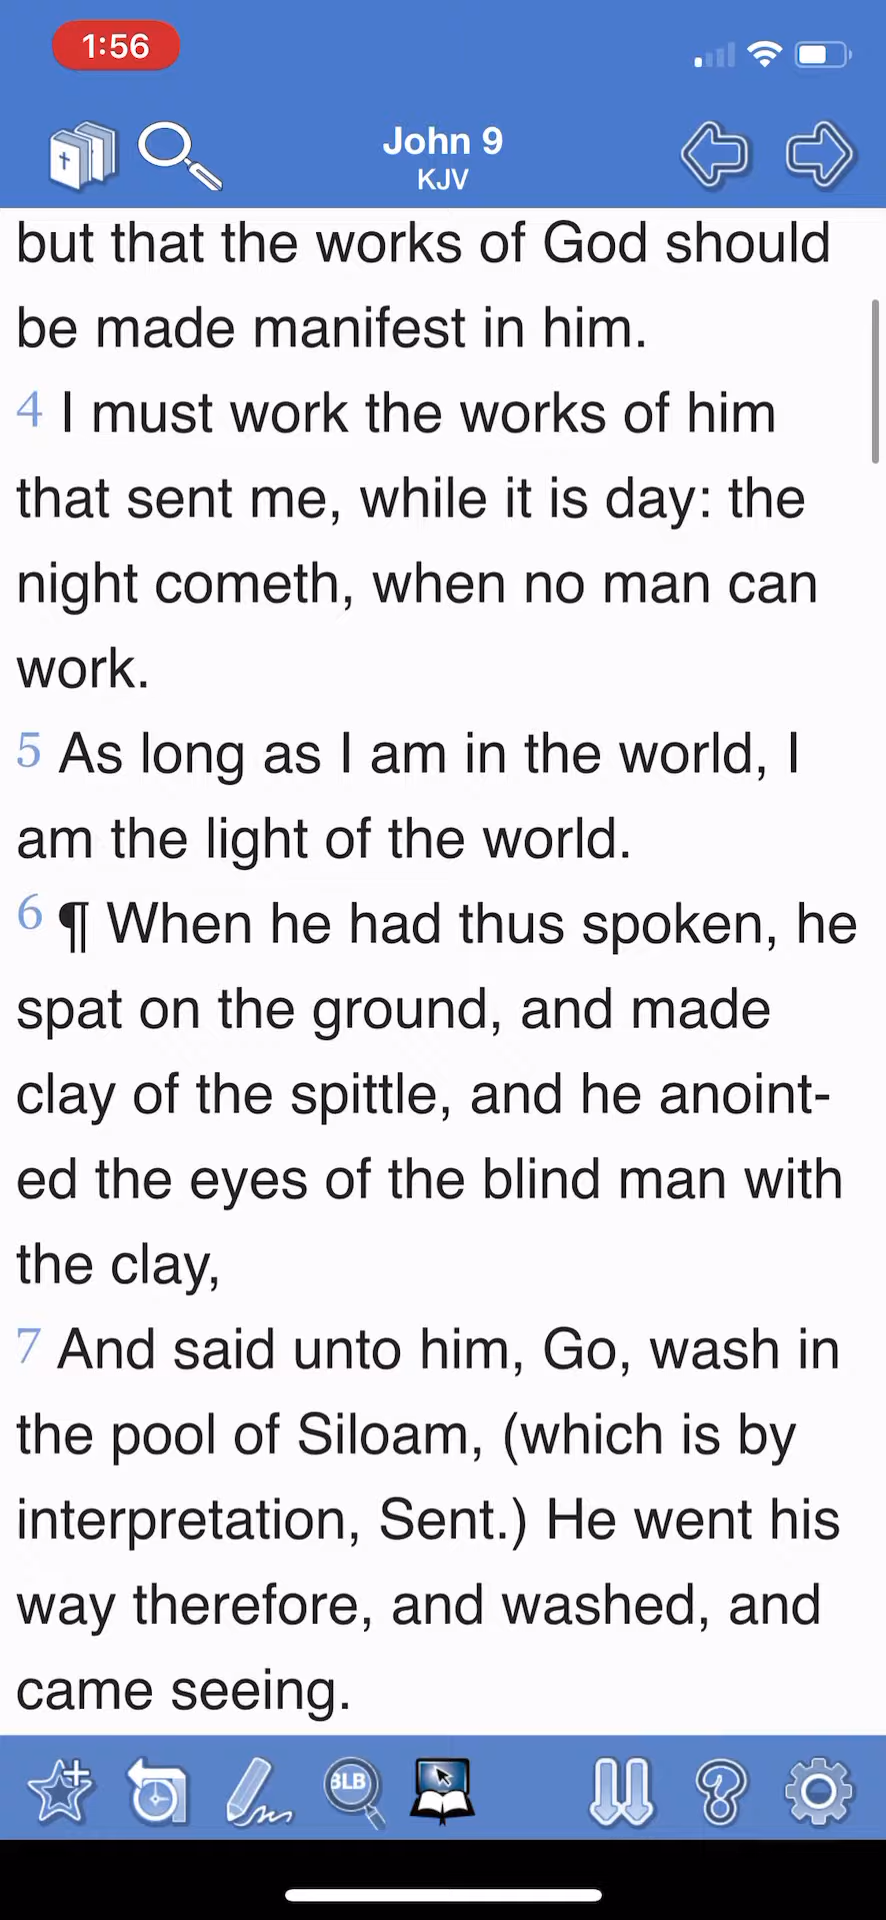 1:56
John 9
KJV
but that the works of God should
be made manifest in him.
4 I must work the works of him
that sent me, while it is day: the
night cometh, when no man can
work.
5 As long as I am in the world, I
am the light of the world.
6 ¶ When he had thus spoken, he
spat on the ground, and made
clay of the spittle, and he anoint-
ed the eyes of the blind man with
the clay,
7 And said unto him, Go, wash in
the pool of Siloam, (which is by
interpretation, Sent.) He went his
way therefore, and washed, and
came seeing.
BLB